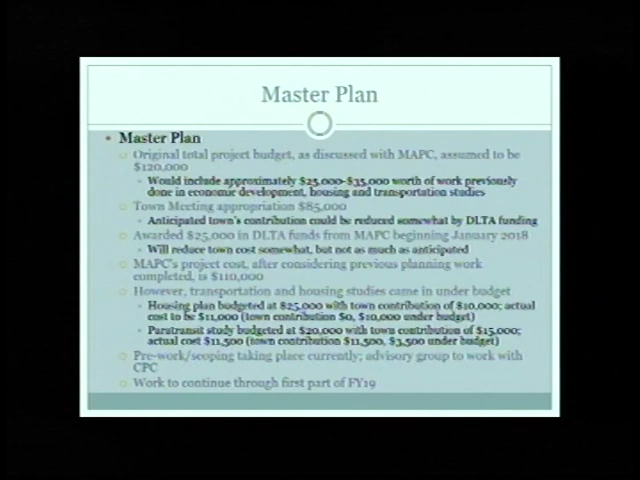 Master Plan
Master Plan
Original total project budget, as discussed with MAPC, assumed to be
$120,000
Would include approximately $25,000-$35,000 worth of work previously
done in economic development, housing and transportation studies
Town Meeting appropriation $85,000
Anticipated town's contribution could be reduced somewhat by DLTA funding
Awarded $25,000 in DLTA funds from MAPC beginning January 2018
Will reduce town cost somewhat, but not as much as anticipated
MAPC's project cost, after considering previous planning work
completed, is $110,000
However, transportation and housing studies came in under budget
Housing plan budgeted at $25,000 with town contribution of $10,000; actual
cost to be $11,000 (town contribution $0, $10,000 under budget)
Paratransit study budgeted at $20,000 with town contribution of $15,000;
actual cost $11,500 (town contribution $11,500, $3,500 under budget)
Pre-work/scoping taking place currently; advisory group to work with
CPC
Work to continue through first part of FY19